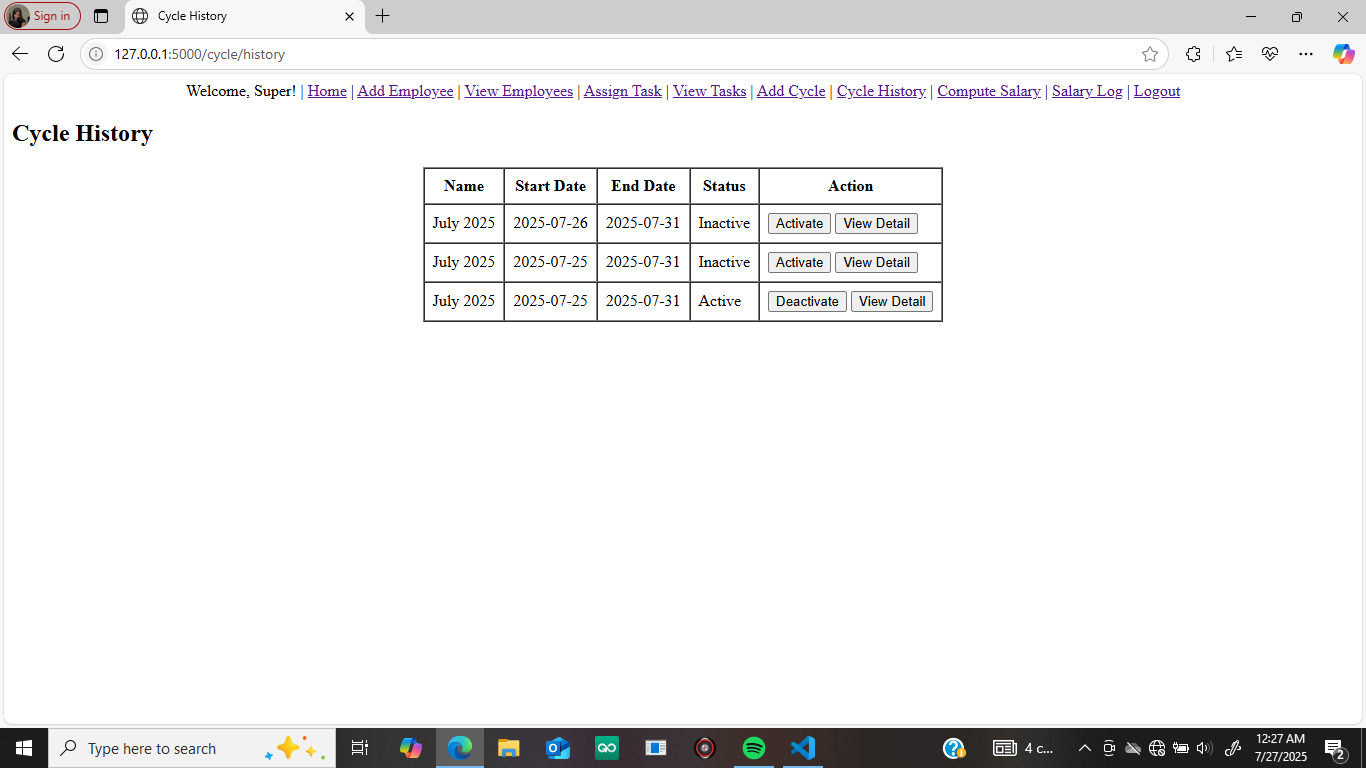 Sign in
Cycle History
127.0.0.1:5000/cycle/history
Welcome, Super! | Home | Add Employee | View Employees | Assign Task | View Tasks | Add Cycle | Cycle History | Compute Salary | Salary Log | Logout
Cycle History
Name Start Date End Date Status Action
July 2025 2025-07-26 2025-07-31 Inactive Activate View Detail
July 2025 2025-07-25 2025-07-31 Inactive Activate View Detail
July 2025 2025-07-25 2025-07-31 Active Deactivate View Detail
Type here to search
4 c...
12:27 AM
7/27/2025
2